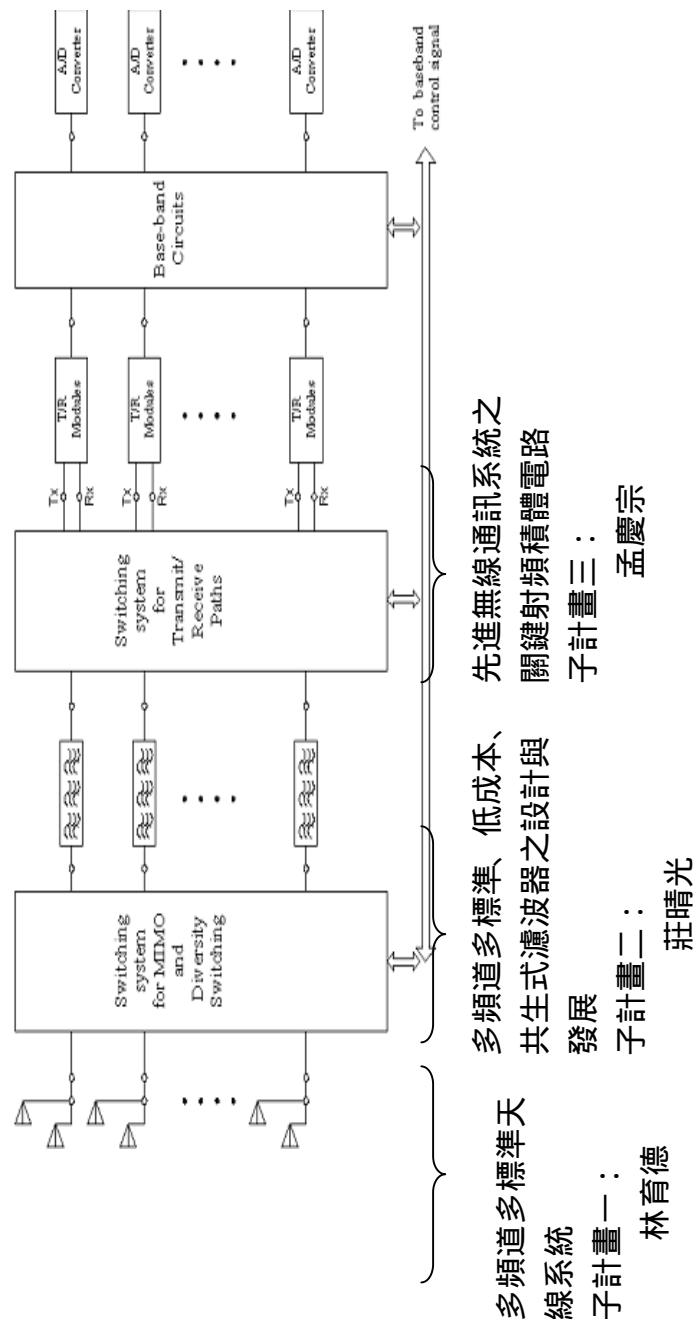 Switching
system
for MIMO
and
Diversity
Switching
Switching
system
for
Transmit/
Receive
Paths
Tx
Rx
Tx
Rx
Tx
Rx
T/R
Modules
T/R
Modules
T/R
Modules
Base-band
Circuits
A/D
Converter
A/D
Converter
A/D
Converter
To baseband
control signal
多頻道多標準天
線系統
子計畫一：
林育德
多頻道多標準、低成本、
共生式濾波器之設計與
發展
子計畫二：
莊晴光
先進無線通訊系統之
關鍵射頻積體電路
子計畫三：
孟慶宗